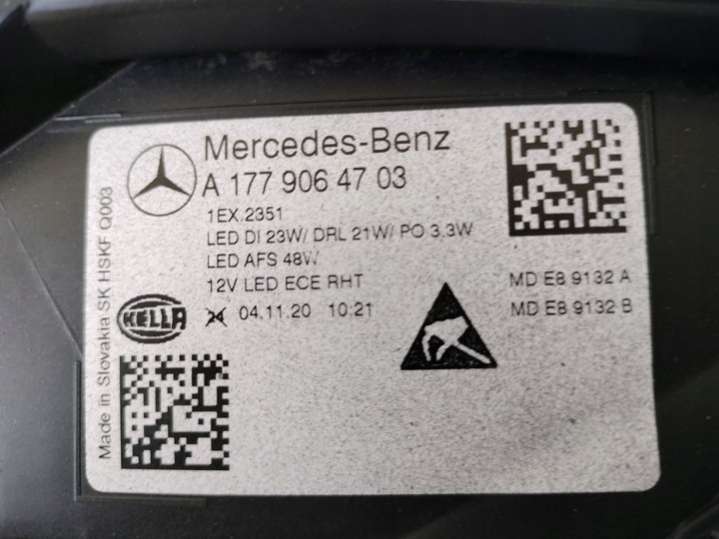 Mercedes-Benz
A 177 906 47 03
1EX.2351
LED DI 23W/ DRL 21W/ PO 3.3W
LED AFS 48W
12V LED ECE RHT
MD E8 9132 A
HELLA
24 04.11.20 10:21
MD E8 9132 B
Made in Slovakia SK HSKF Q003